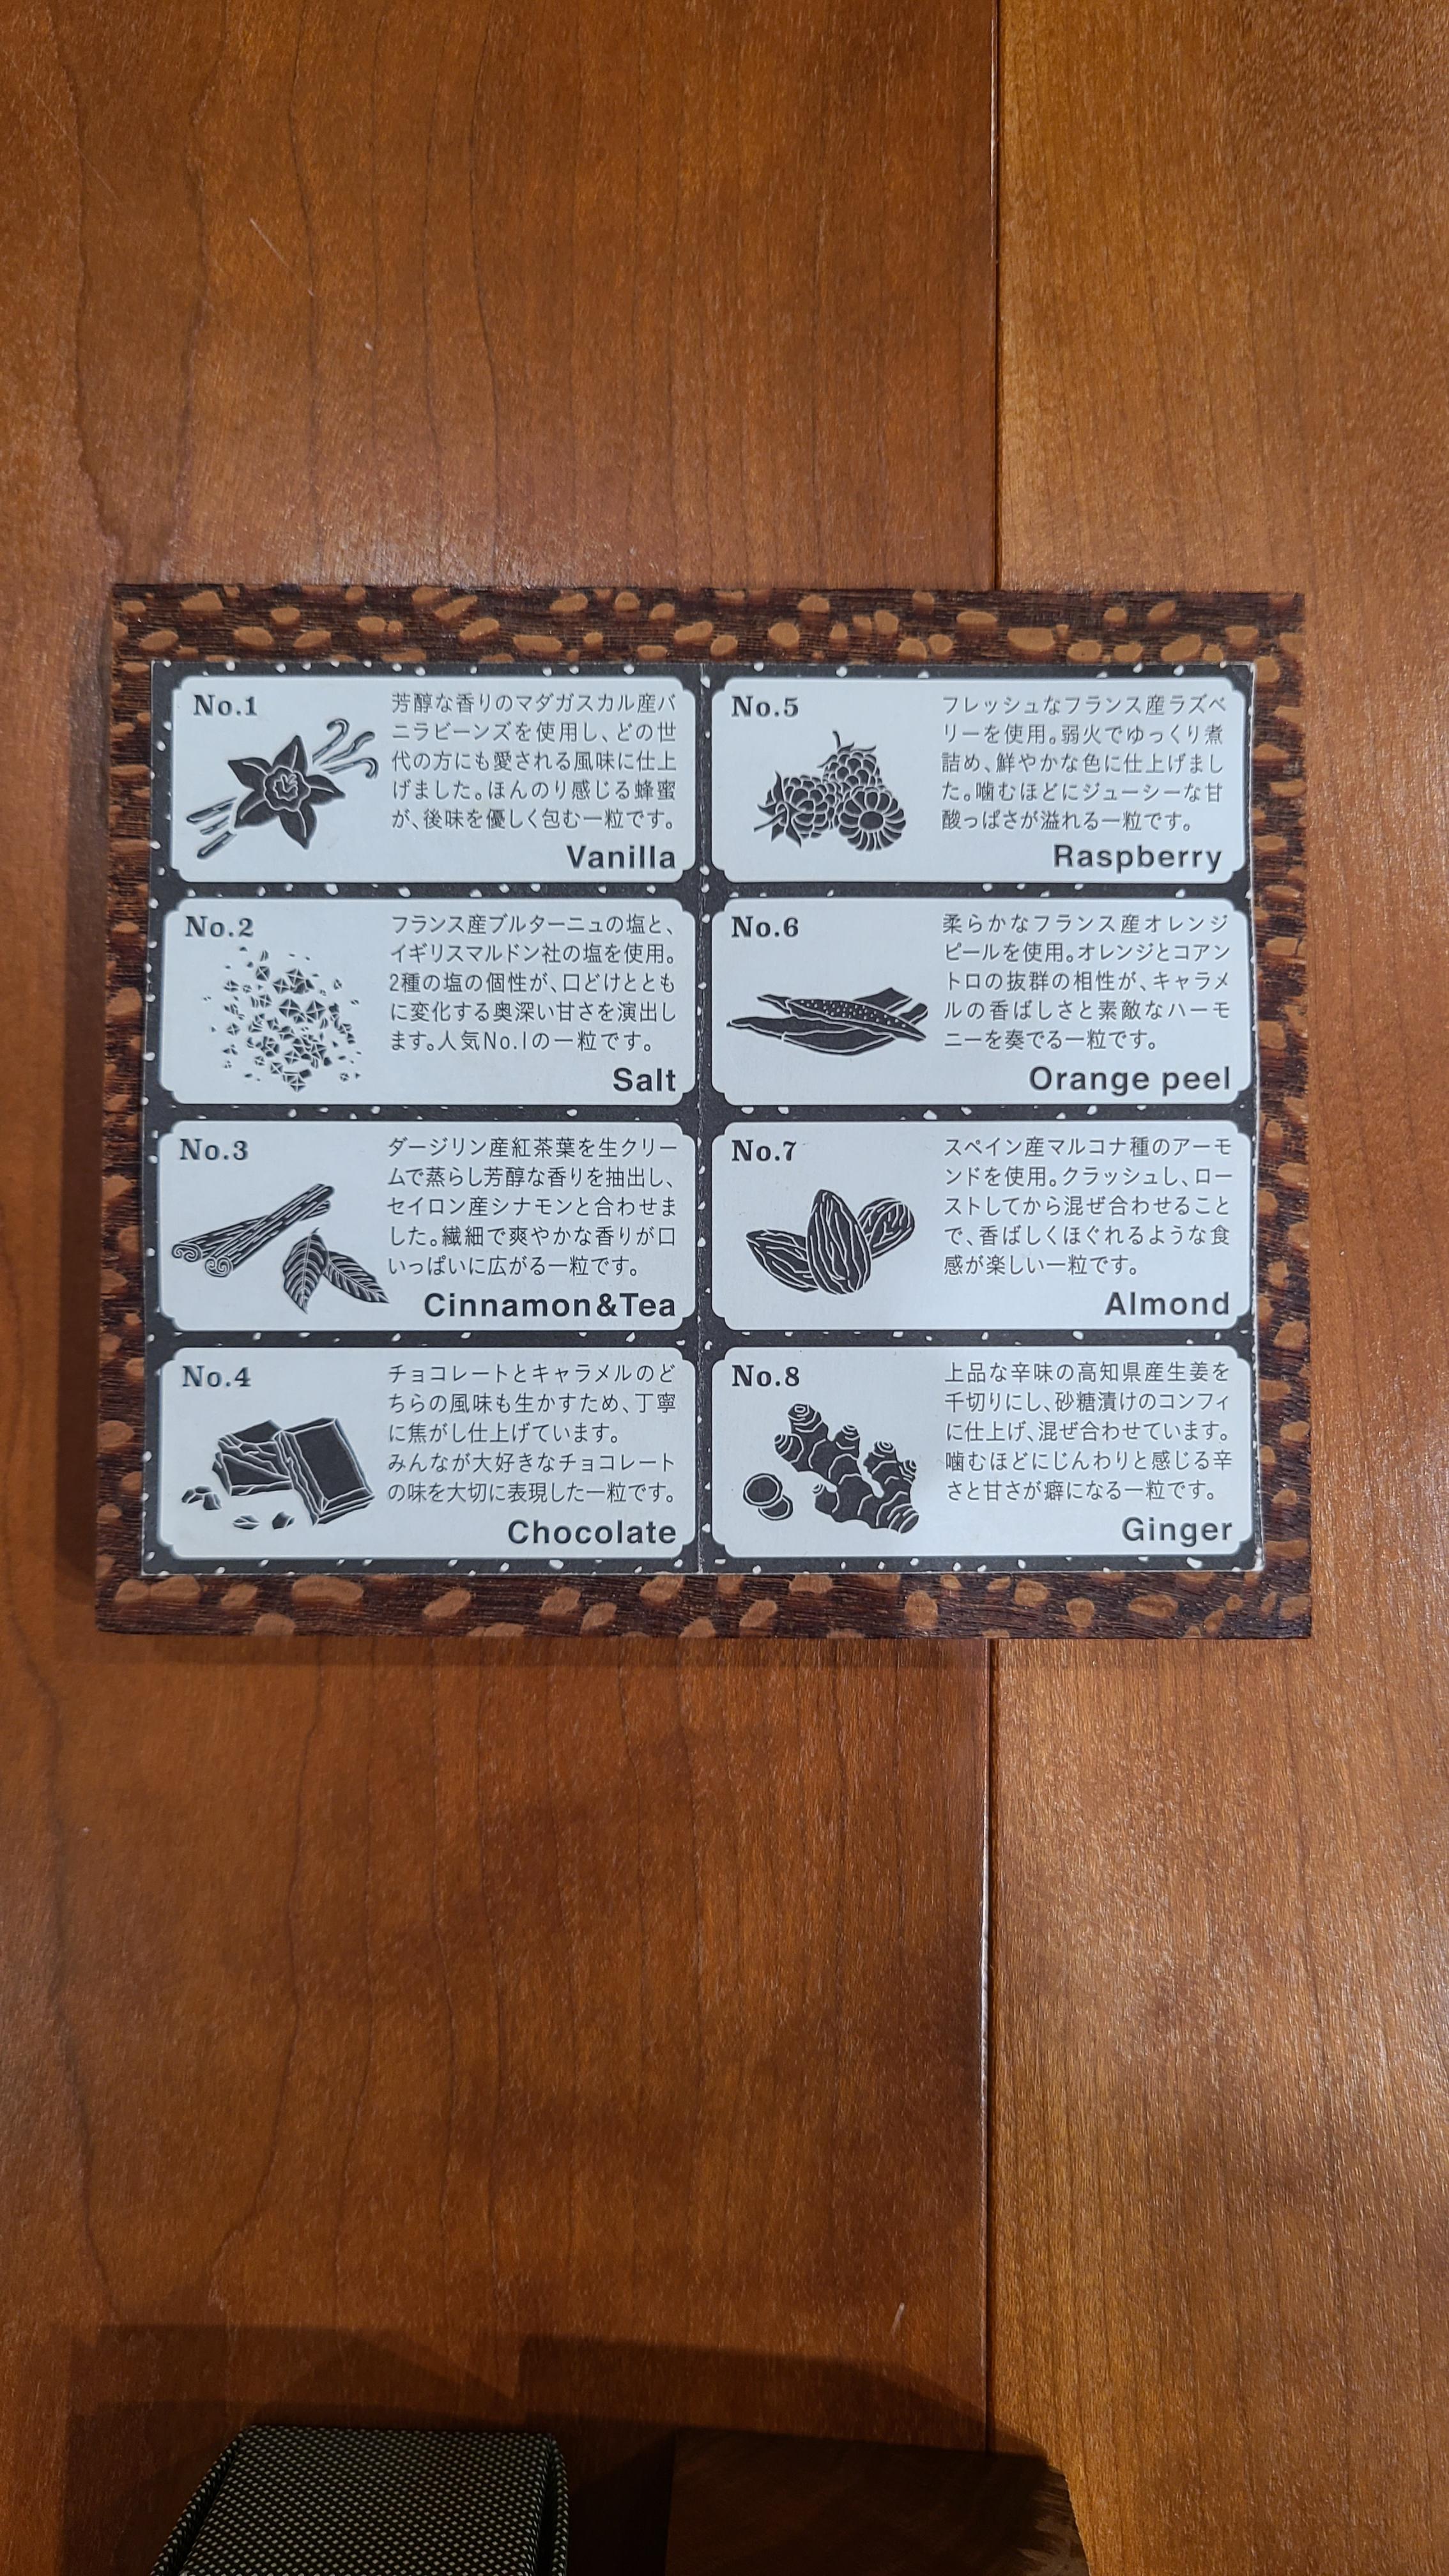 No.1
芳醇な香りのマダガスカル産バ
ニラビーンズを使用し、どの世
代の方にも愛される風味に仕上
げました。ほんのり感じる蜂蜜
が、後味を優しく包む一粒です。
Vanilla
No.2
フランス産ブルターニュの塩と、
イギリスマルドン社の塩を使用。
2種の塩の個性が、口どけととも
に変化する奥深い甘さを演出し
ます。人気No.1の一粒です。
Salt
No.3
ダージリン産紅茶葉を生クリー
ムで蒸らし芳醇な香りを抽出し、
セイロン産シナモンと合わせま
した。繊細で爽やかな香りが口
いっぱいに広がる一粒です。
Cinnamon&Tea
No.4
チョコレートとキャラメルのど
ちらの風味も生かすため、丁寧
に焦がし仕上げています。
みんなが大好きなチョコレート
の味を大切に表現した一粒です。
Chocolate
No.5
フレッシュなフランス産ラズベ
リーを使用。弱火でゆっくり煮
詰め、鮮やかな色に仕上げまし
た。噛むほどにジューシーな甘
酸っぱさが溢れる一粒です。
Raspberry
No.6
柔らかなフランス産オレンジ
ピールを使用。オレンジとコアン
トロの抜群の相性が、キャラメ
ルの香ばしさと素敵なハーモ
ニーを奏でる一粒です。
Orange peel
No.7
スペイン産マルコナ種のアーモ
ンドを使用。クラッシュし、ロー
ストしてから混ぜ合わせること
で、香ばしくほぐれるような食
感が楽しい一粒です。
Almond
No.8
上品な辛味の高知県産生姜を
千切りにし、砂糖漬けのコンフィ
に仕上げ、混ぜ合わせています。
噛むほどにじんわりと感じる辛
さと甘さが癖になる一粒です。
Ginger